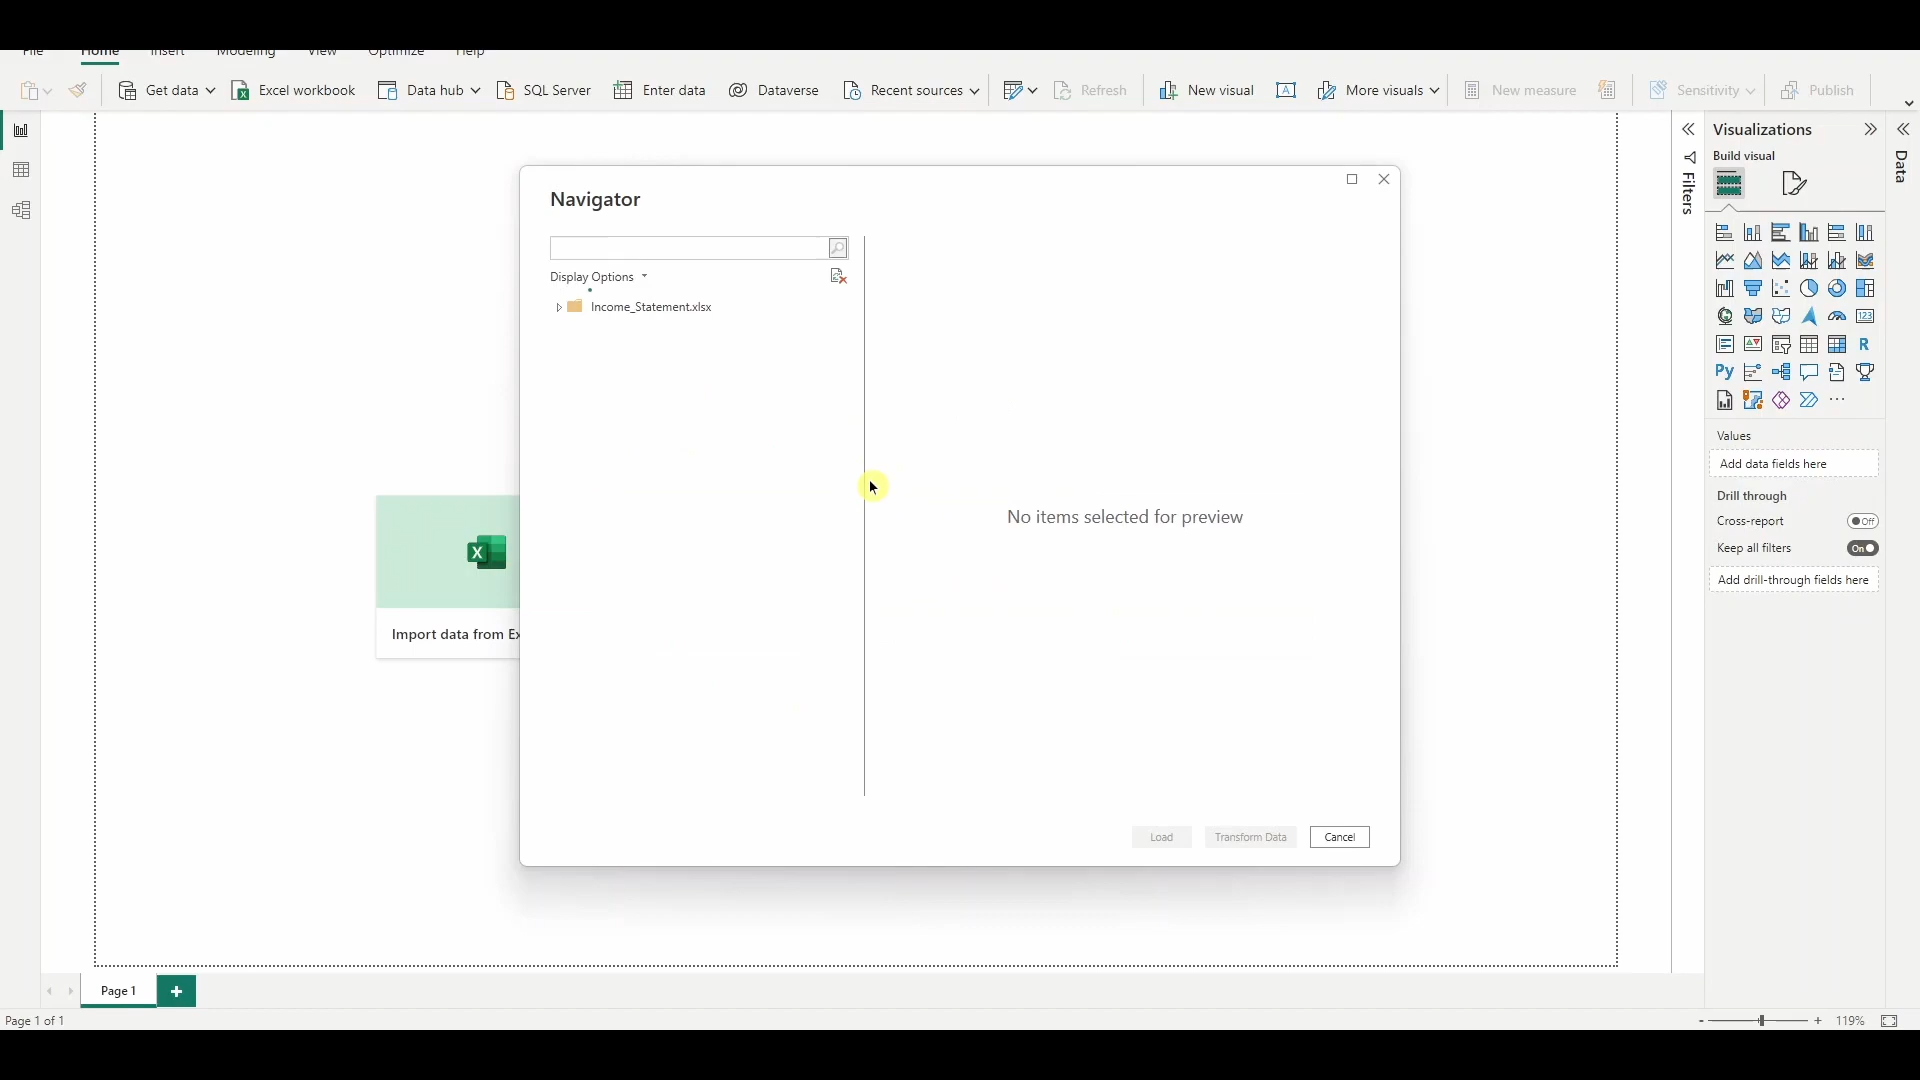 File Home Insert Modeling View Optimize Help
Get data Excel workbook Data hub SQL Server Enter data Dataverse Recent sources Refresh New visual More visuals New measure Sensitivity Publish
Navigator
Display Options
Income_Statement.xlsx
No items selected for preview
Load Transform Data Cancel
Import data from Ex
Filters
Visualizations
Build visual
123
R
Py
Values
Add data fields here
Drill through
Cross-report Off
Keep all filters On
Add drill-through fields here
Data
Page 1
Page 1 of 1
119%